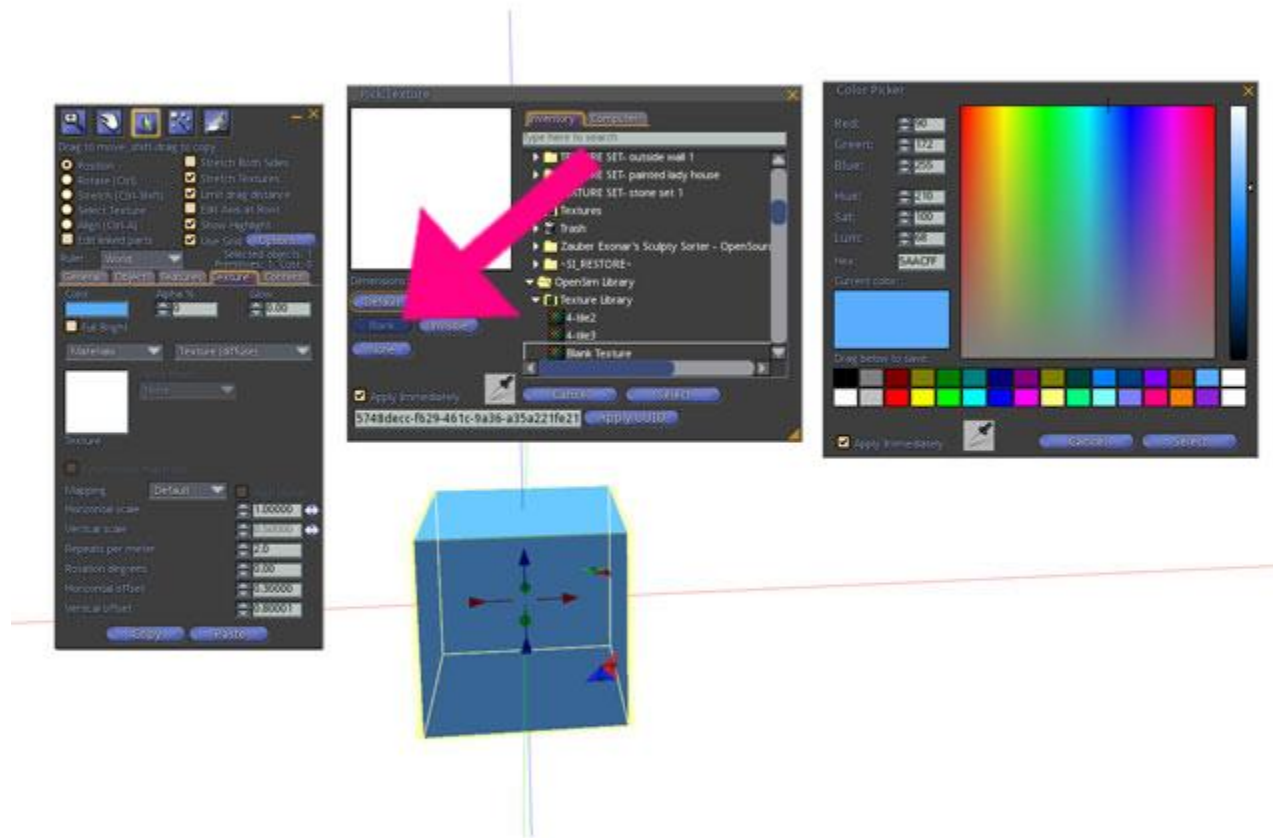 Drag to move, shift-drag to copy
Position
Rotate (Ctrl)
Stretch (Ctrl-Shift)
Select Texture
Align (Ctrl-A)
Edit linked parts
Stretch Both Sides
Stretch Textures
Limit drag distance
Edit Axis at Root
Show Highlight
Use Grid Options
Ruler: World
Selected objects: 1
General Object Features Texture Content
Color
Alpha %
Glow
0
0.00
Full Bright
Materials
Texture (diffuse)
None
Texture
Mapping Default
Horizontal scale 1.00000
Vertical scale
Repeats per meter 2.0
Rotation degrees 0.00
Horizontal offset 0.30000
Vertical offset 0.80001
Copy Paste
Pick: Texture
Dimensions
Default
Blank
None
Inventory Computer
Type here to search
SET- outside wall 1
RE SET- painted lady house
TEXTURE SET- stone set 1
Textures
Trash
Zauber Exonar's Sculpty Sorter - OpenSour
~SI_RESTORE~
OpenSim Library
Texture Library
4-tile2
4-tile3
Blank Texture
Apply Immediately
Cancel Select
5748decc-f629-461c-9a36-a35a221fe21
Apply UUID
Color Picker
Red: 90
Green: 172
Blue: 255
Hue: 210
Sat: 100
Lum: 68
Hex: 5AACFF
Current color:
Drag below to save.
Apply Immediately
Cancel Select